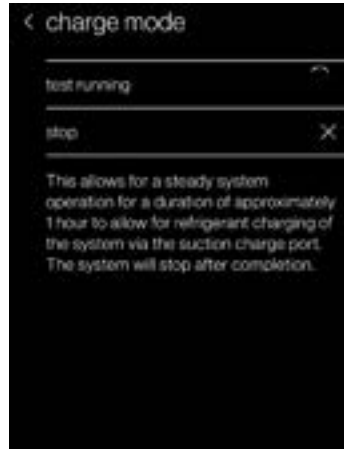 < charge mode
test running
stop
This allows for a steady system
operation for a duration of approximately
1 hour to allow for refrigerant charging of
the system via the suction charge port.
The system will stop after completion.